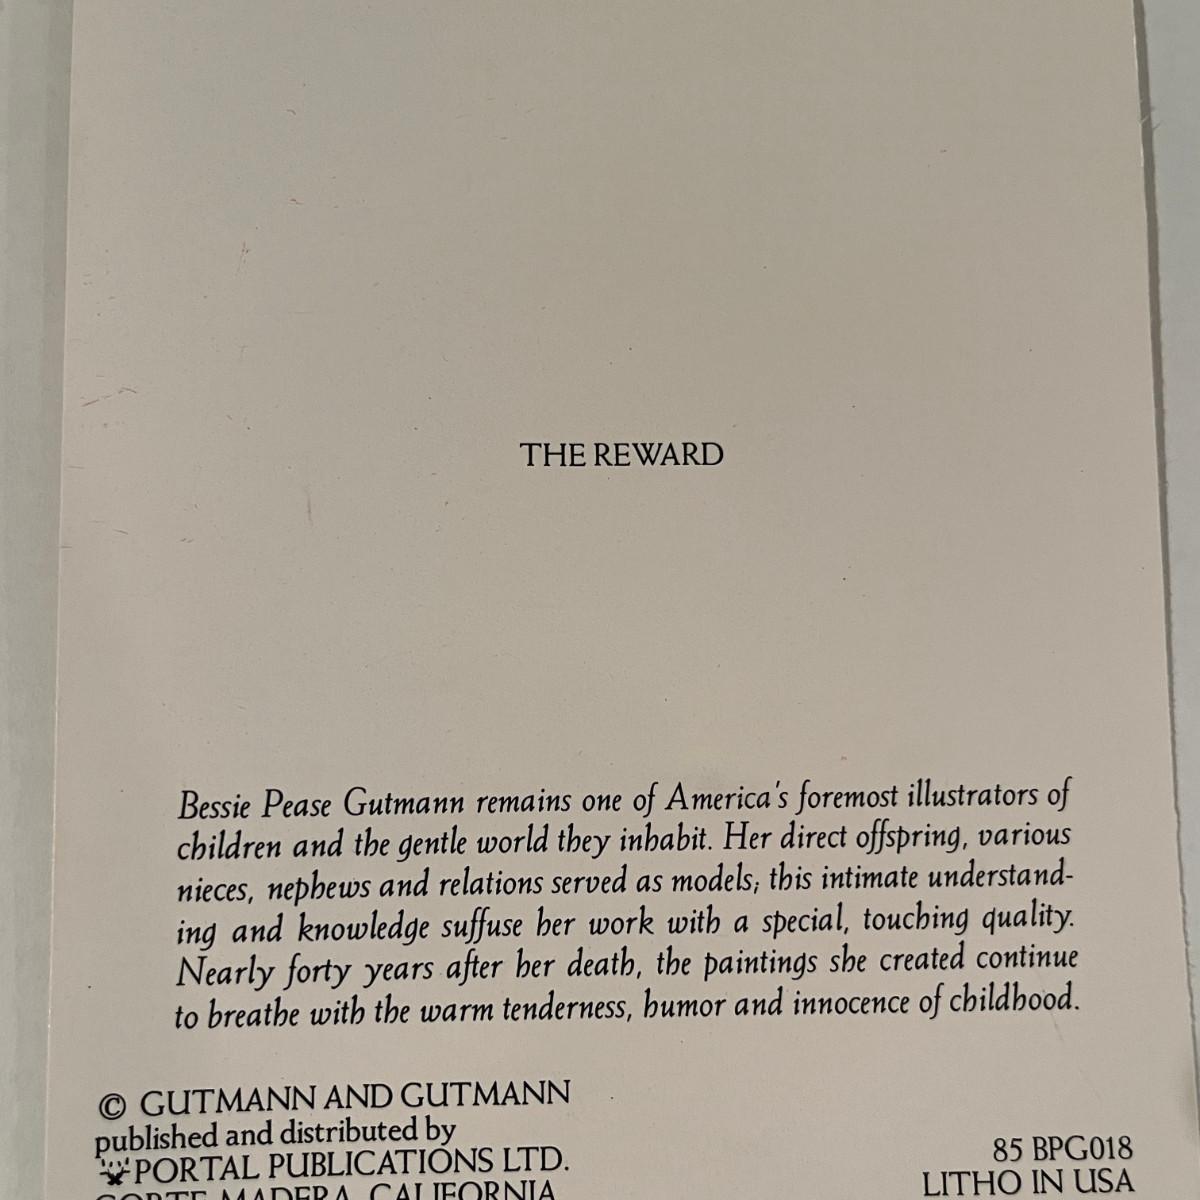 THE REWARD
Bessie Pease Gutmann remains one of America's foremost illustrators of
children and the gentle world they inhabit. Her direct offspring, various
nieces, nephews and relations served as models; this intimate understand-
ing and knowledge suffuse her work with a special, touching quality.
Nearly forty years after her death, the paintings she created continue
to breathe with the warm tenderness, humor and innocence of childhood.
© GUTMANN AND GUTMANN
published and distributed by
PORTAL PUBLICATIONS LTD.
CORTE MADERA, CALIFORNIA
85 BPG018
LITHO IN USA